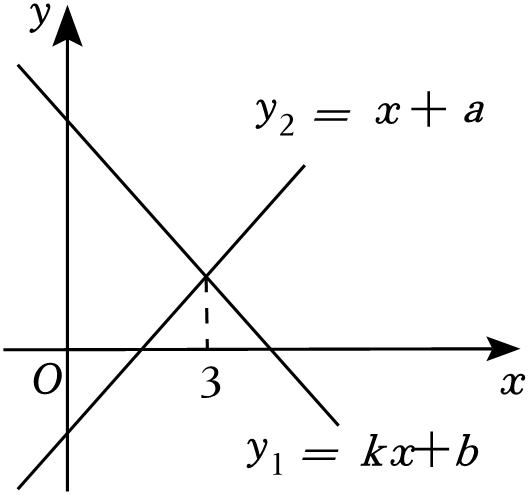 y
y₂ = x + a
O
3
x
y₁ = kx + b